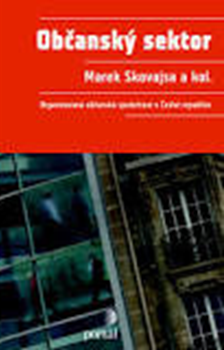 Občanský sektor
Marek Skovajsa a kol.
Organizovaná občanská společnost v České republice
portál